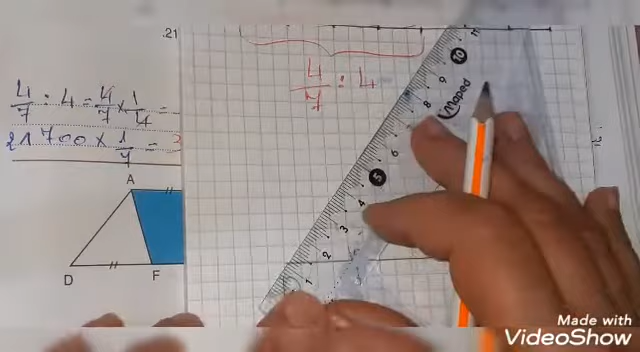 .21
4/7 : 4
4/7 : 4 = 4/7 × 1/4 =
21700 × 1/7 =
A
D
F
1 2 3 4 5 6 8 9 10 11
Maped
Made with
VideoShow